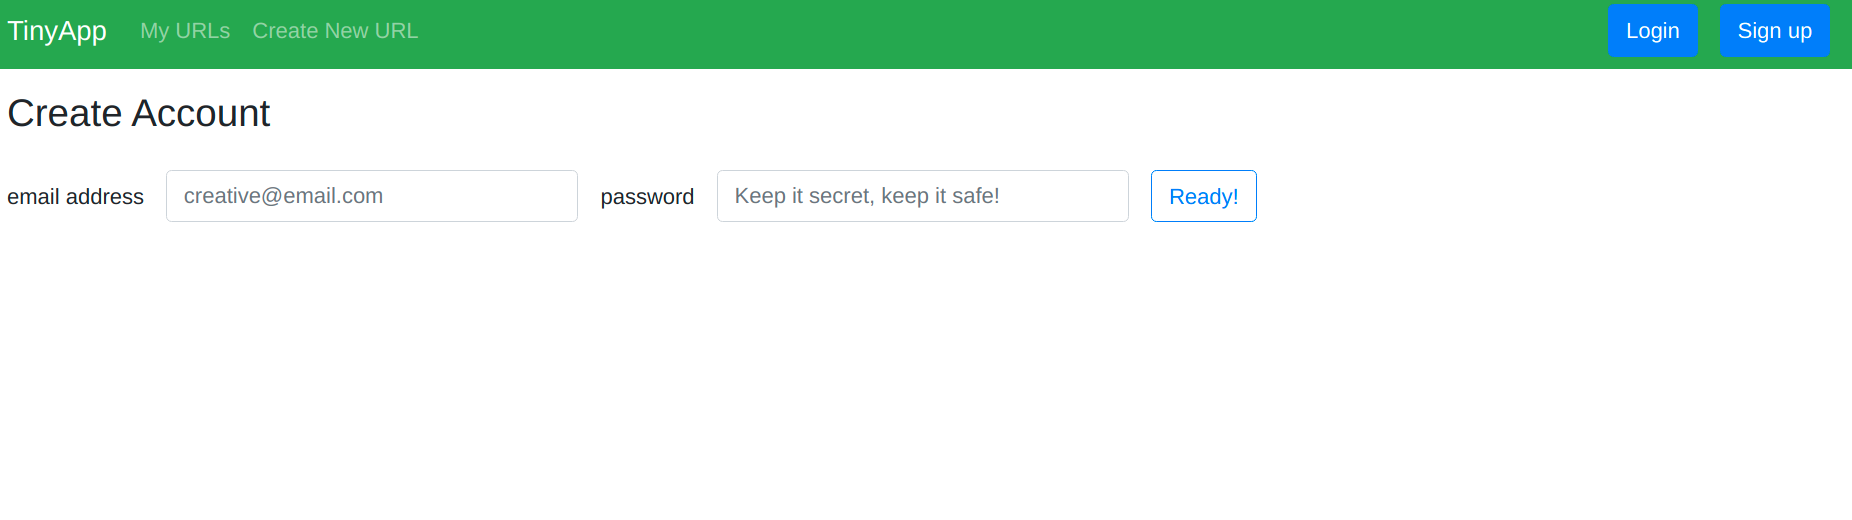 TinyApp My URLs Create New URL Login Sign up
Create Account
email address creative@email.com password Keep it secret, keep it safe! Ready!